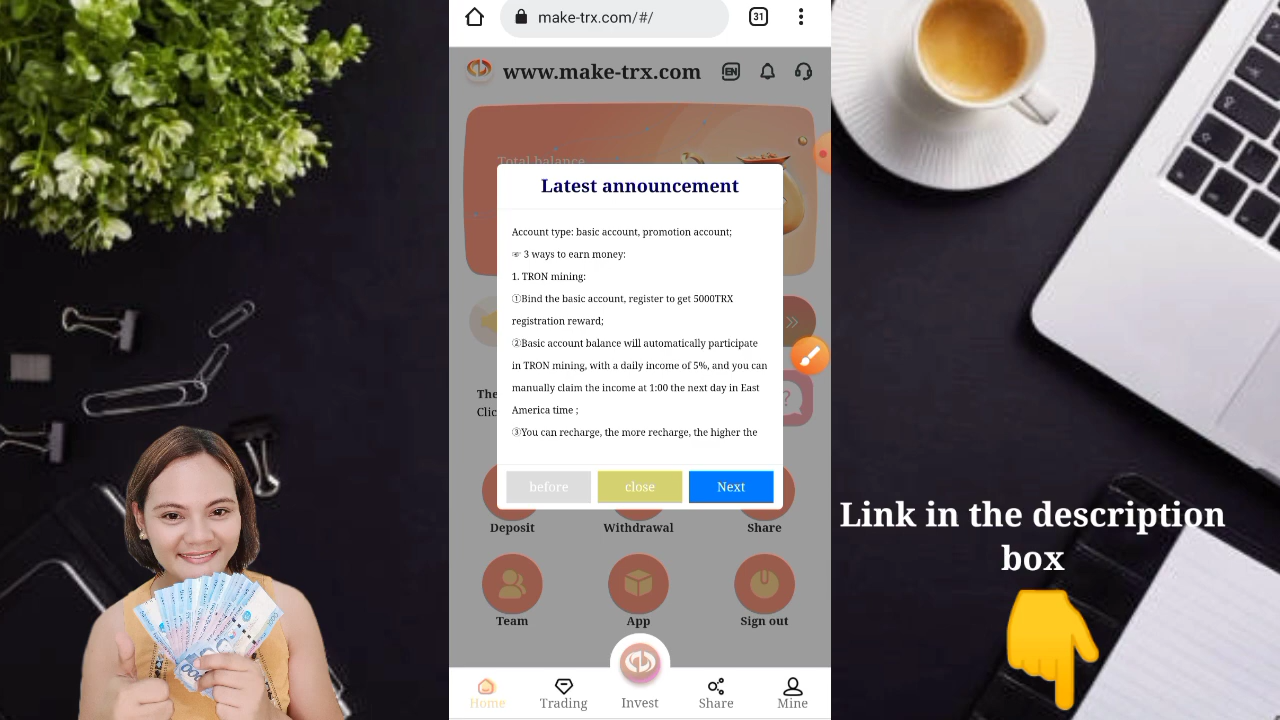 make-trx.com/#/
31
www.make-trx.com
EN
Total balance
Latest announcement
Account type: basic account, promotion account;
☞ 3 ways to earn money:
1. TRON mining:
①Bind the basic account, register to get 5000TRX
registration reward;
②Basic account balance will automatically participate
in TRON mining, with a daily income of 5%, and you can
manually claim the income at 1:00 the next day in East
America time ;
③You can recharge, the more recharge, the higher the
before
close
Next
The
Clic
?
Deposit
Withdrawal
Share
Team
App
Sign out
Home
Trading
Invest
Share
Mine
Link in the description
box